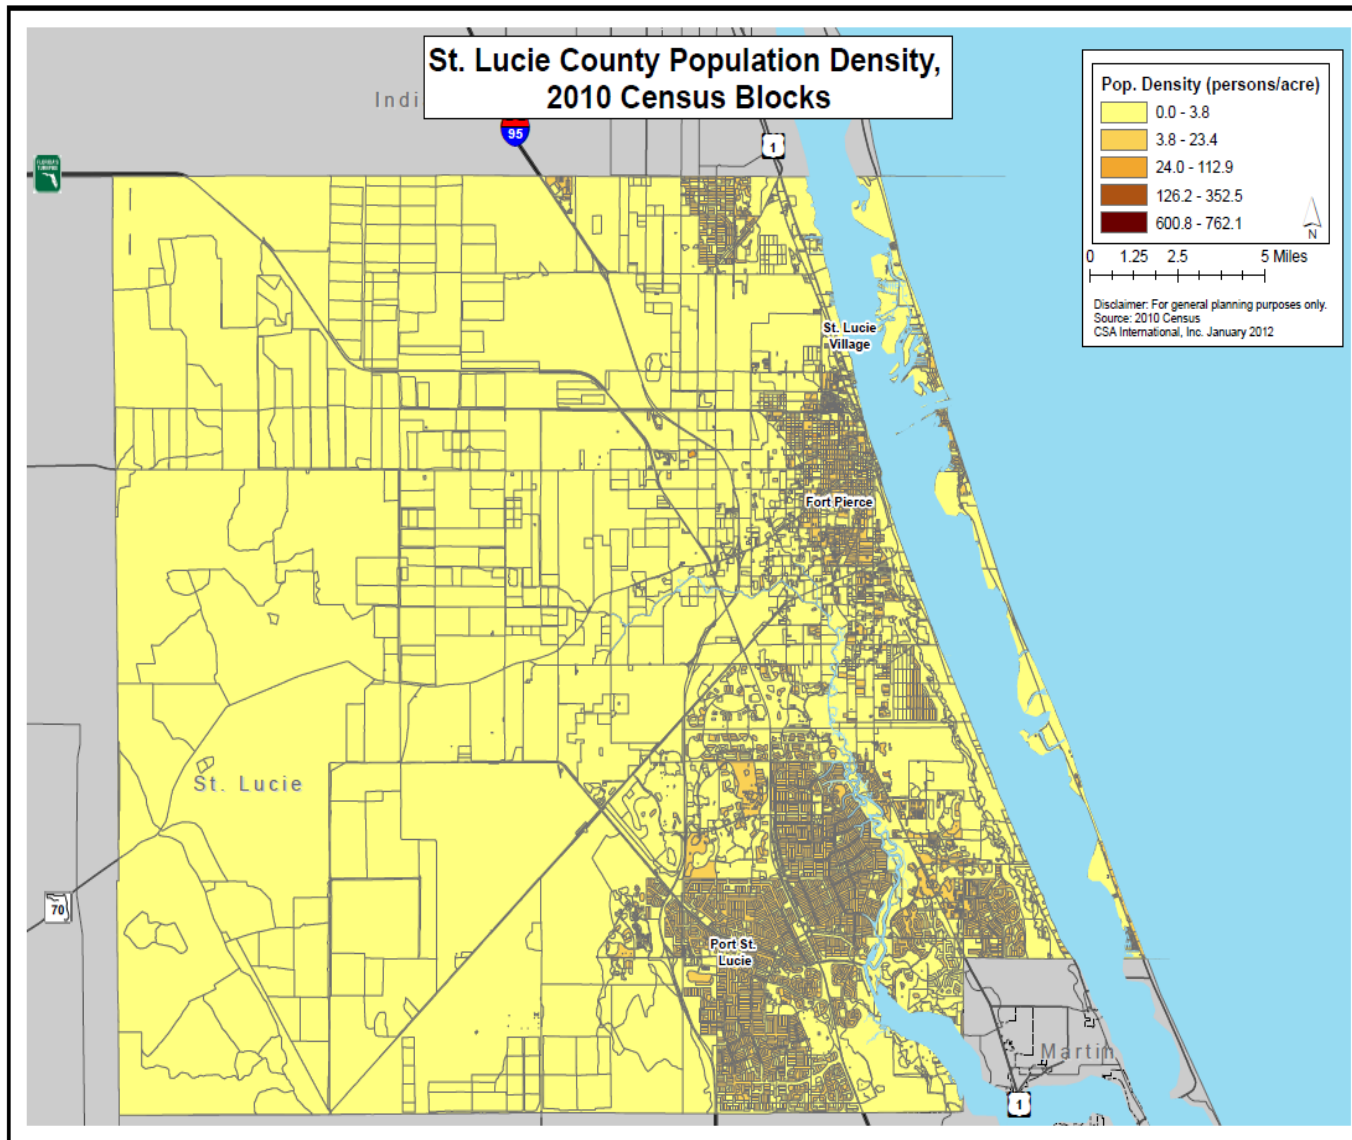 St. Lucie County Population Density,
2010 Census Blocks
Indi
95
1
Pop. Density (persons/acre)
0.0 - 3.8
3.8 - 23.4
24.0 - 112.9
126.2 - 352.5
600.8 - 762.1
N
0 1.25 2.5 5 Miles
Disclaimer: For general planning purposes only.
Source: 2010 Census
CSA International, Inc. January 2012
St. Lucie
Village
Fort Pierce
St. Lucie
70
Port St.
Lucie
Martin
1